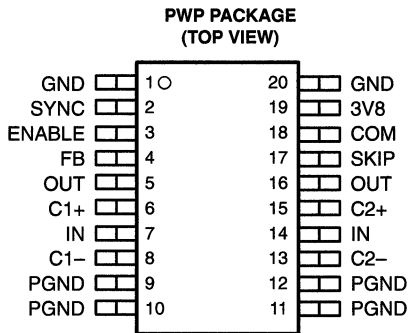 PWP PACKAGE
(TOP VIEW)
GND 1 20 GND
SYNC 2 19 3V8
ENABLE 3 18 COM
FB 4 17 SKIP
OUT 5 16 OUT
C1+ 6 15 C2+
IN 7 14 IN
C1– 8 13 C2–
PGND 9 12 PGND
PGND 10 11 PGND